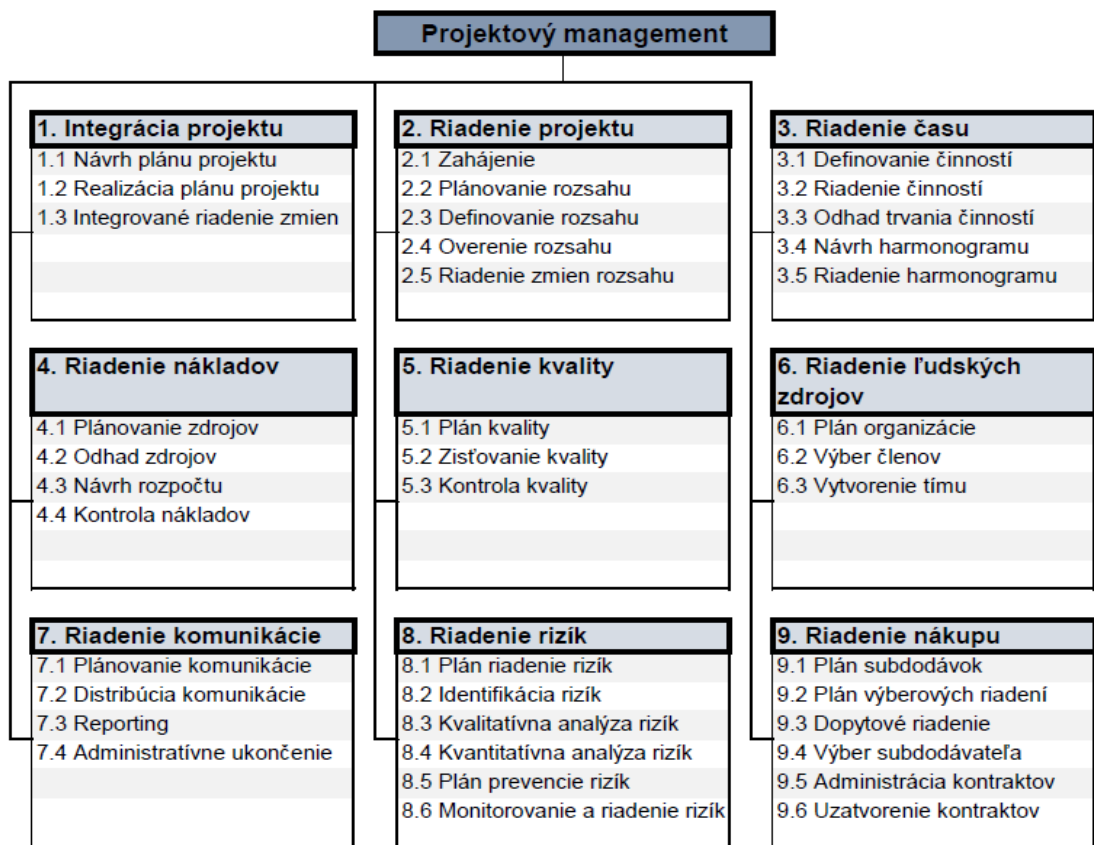 Projektový management
1. Integrácia projektu
1.1 Návrh plánu projektu
1.2 Realizácia plánu projektu
1.3 Integrované riadenie zmien
2. Riadenie projektu
2.1 Zahájenie
2.2 Plánovanie rozsahu
2.3 Definovanie rozsahu
2.4 Overenie rozsahu
2.5 Riadenie zmien rozsahu
3. Riadenie času
3.1 Definovanie činností
3.2 Riadenie činností
3.3 Odhad trvania činností
3.4 Návrh harmonogramu
3.5 Riadenie harmonogramu
4. Riadenie nákladov
4.1 Plánovanie zdrojov
4.2 Odhad zdrojov
4.3 Návrh rozpočtu
4.4 Kontrola nákladov
5. Riadenie kvality
5.1 Plán kvality
5.2 Zisťovanie kvality
5.3 Kontrola kvality
6. Riadenie ľudských
zdrojov
6.1 Plán organizácie
6.2 Výber členov
6.3 Vytvorenie tímu
7. Riadenie komunikácie
7.1 Plánovanie komunikácie
7.2 Distribúcia komunikácie
7.3 Reporting
7.4 Administratívne ukončenie
8. Riadenie rizík
8.1 Plán riadenie rizík
8.2 Identifikácia rizík
8.3 Kvalitatívna analýza rizík
8.4 Kvantitatívna analýza rizík
8.5 Plán prevencie rizík
8.6 Monitorovanie a riadenie rizík
9. Riadenie nákupu
9.1 Plán subdodávok
9.2 Plán výberových riadení
9.3 Dopytové riadenie
9.4 Výber subdodávateľa
9.5 Administrácia kontraktov
9.6 Uzatvorenie kontraktov